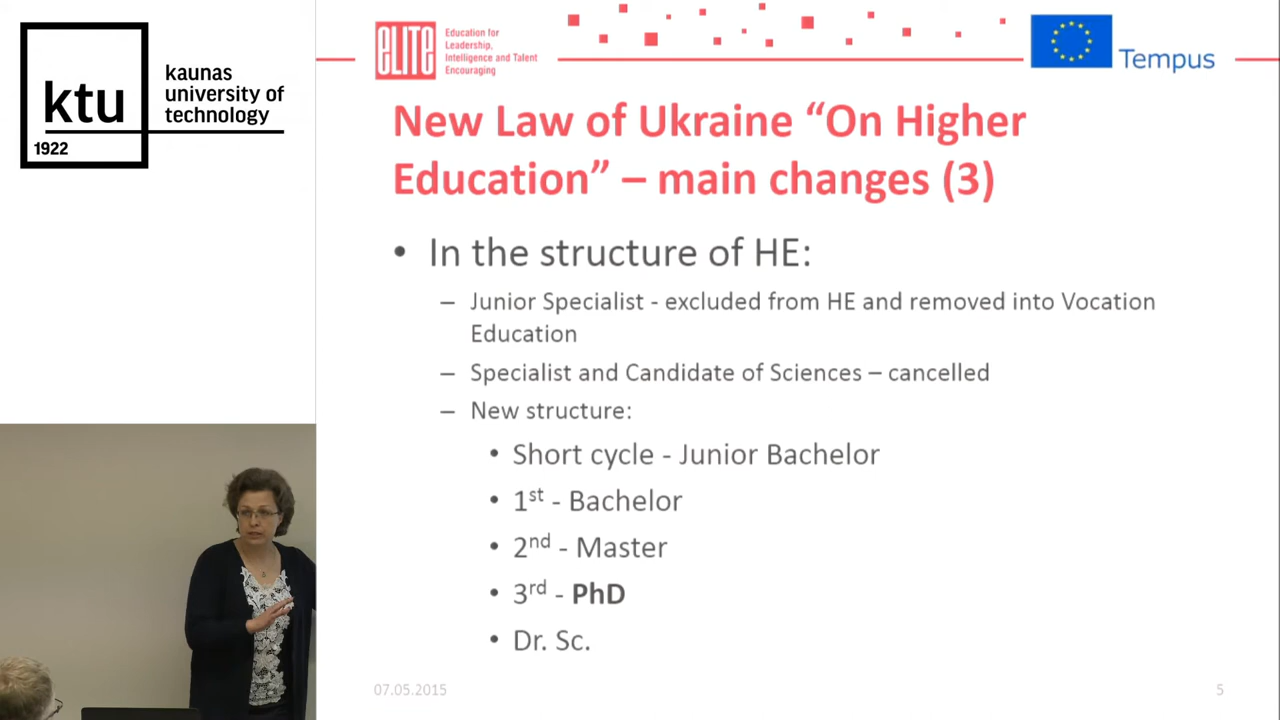 ktu
1922
kaunas
university of
technology
ELITE
Education for
Leadership,
Intelligence and Talent
Encouraging
Tempus
New Law of Ukraine “On Higher
Education” – main changes (3)
• In the structure of HE:
– Junior Specialist - excluded from HE and removed into Vocation
Education
– Specialist and Candidate of Sciences – cancelled
– New structure:
• Short cycle - Junior Bachelor
• 1st - Bachelor
• 2nd - Master
• 3rd - PhD
• Dr. Sc.
07.05.2015
5